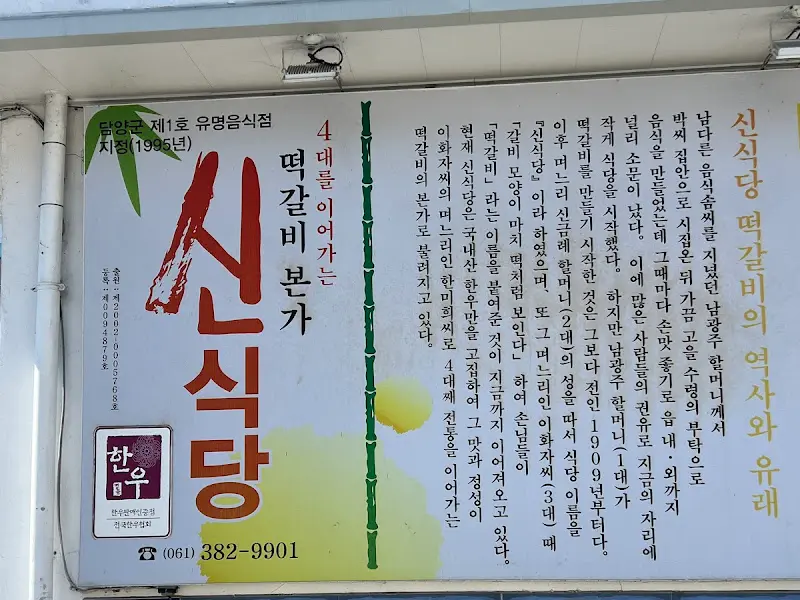 담양군 제1호 유명음식점
지정(1995년)
4대를 이어가는
떡갈비 본가
신식당
출원 : 제2002-0005768호
등록 : 제0094879호
한우
한우판매인증점
전국한우협회
☎ (061) 382-9901
신식당 떡갈비의 역사와 유래
남다른 음식솜씨를 지녔던 남광주 할머니께서
박씨 집안으로 시집온 뒤 가끔 고을 수령의 부탁으로
음식을 만들었는데 그때마다 손맛 좋기로 읍 내·외까지
널리 소문이 났다. 이에 많은 사람들의 권유로 지금의 자리에
작게 식당을 시작했다. 하지만 남광주 할머니(1대)가
떡갈비를 만들기 시작한 것은 그보다 전인 1909년부터다.
이후 며느리 신금례 할머니(2대)의 성을 따서 식당 이름을
『신식당』이라 하였으며, 또 그 며느리인 이화자씨(3대) 때
「갈비 모양이 마치 떡처럼 보인다」 하여 손님들이
「떡갈비」라는 이름을 붙여준 것이 지금까지 이어져오고 있다.
현재 신식당은 국내산 한우만을 고집하여 그 맛과 정성이
이화자씨의 며느리인 한미희씨로 4대째 전통을 이어가는
떡갈비의 본가로 불려지고 있다.